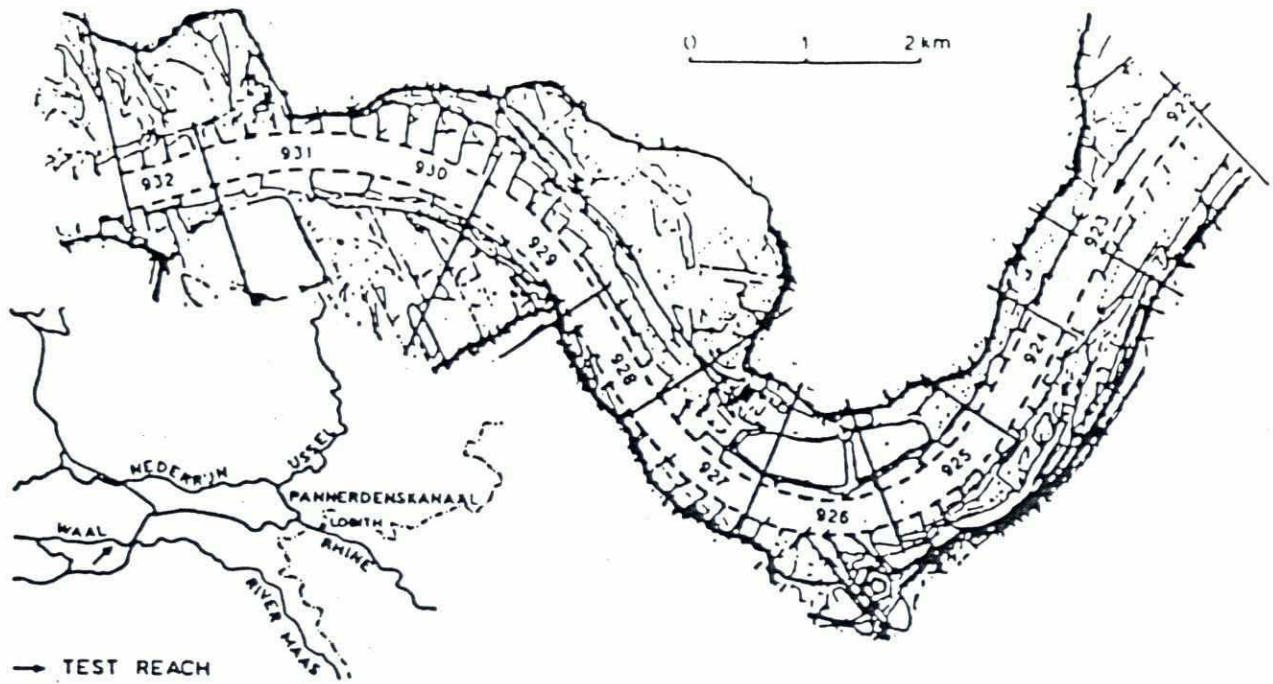 0 1 2 km
932
931
930
929
928
927
926
925
924
923
NEDERRIJN
IJSSEL
PANNERDENSKANAAL
LOBITH
WAAL
RHINE
RIVER MAAS
→ TEST REACH